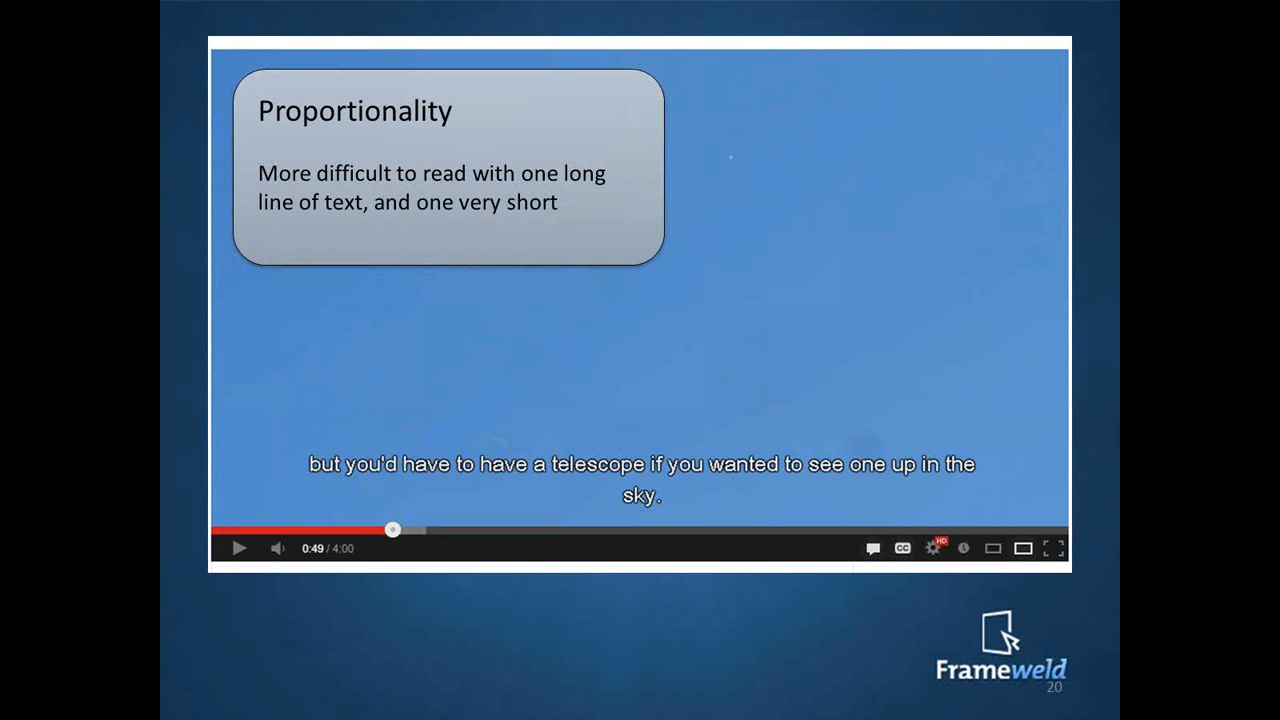 Proportionality
More difficult to read with one long
line of text, and one very short
but you'd have to have a telescope if you wanted to see one up in the
sky.
0:49 / 4:00
CC
HD
Frameweld
20